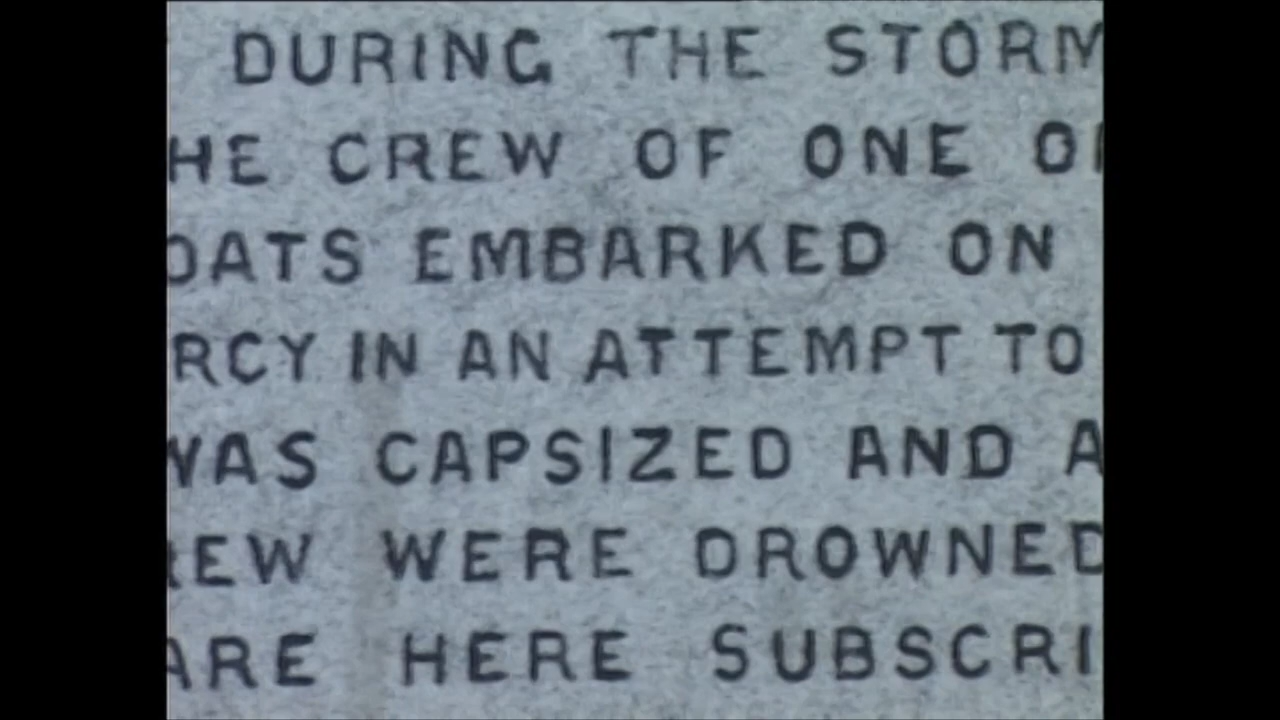 DURING THE STORM
HE CREW OF ONE O
OATS EMBARKED ON
RCY IN AN ATTEMPT TO
WAS CAPSIZED AND A
REW WERE DROWNED
ARE HERE SUBSCRI